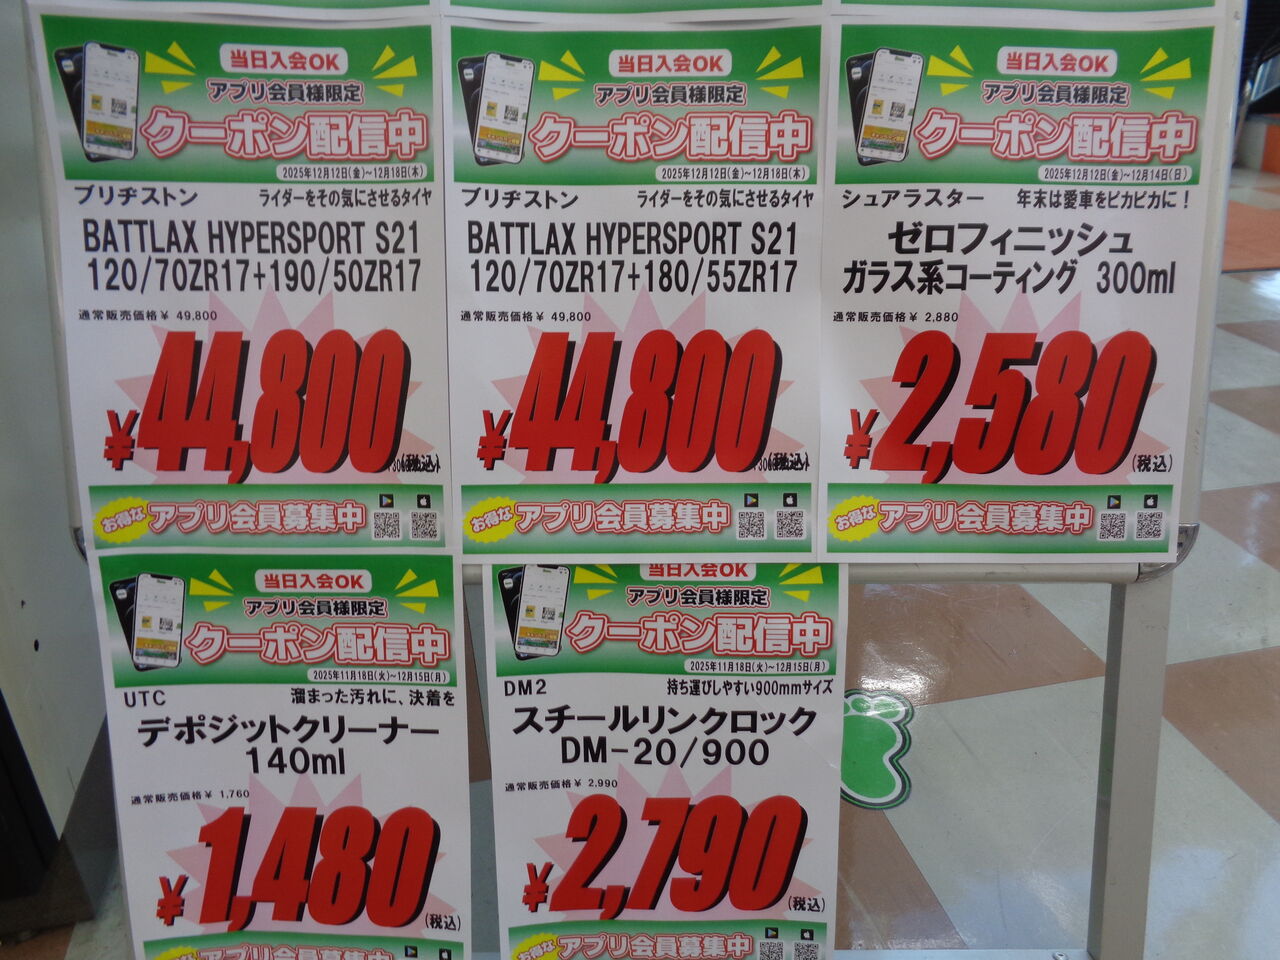 当日入会OK
アプリ会員様限定
クーポン配信中
2025年12月12日(金)~12月18日(木)
ブリヂストン
ライダーをその気にさせるタイヤ
BATTLAX HYPERSPORT S21
120/70ZR17+190/50ZR17
通常販売価格¥ 49,800
¥44,800
(税込)
お得な アプリ会員募集中
当日入会OK
アプリ会員様限定
クーポン配信中
2025年12月12日(金)~12月18日(木)
ブリヂストン
ライダーをその気にさせるタイヤ
BATTLAX HYPERSPORT S21
120/70ZR17+180/55ZR17
通常販売価格¥ 49,800
¥44,800
(税込)
お得な アプリ会員募集中
当日入会OK
アプリ会員様限定
クーポン配信中
2025年12月12日(金)~12月14日(日)
シュアラスター
年末は愛車をピカピカに!
ゼロフィニッシュ
ガラス系コーティング 300ml
通常販売価格¥ 2,880
¥2,580
(税込)
お得な アプリ会員募集中
当日入会OK
アプリ会員様限定
クーポン配信中
2025年11月18日(火)~12月15日(月)
UTC
溜まった汚れに、決着を
デポジットクリーナー
140ml
通常販売価格¥ 1,760
¥1,480
(税込)
お得な アプリ会員募集中
当日入会OK
アプリ会員様限定
クーポン配信中
2025年11月18日(火)~12月15日(月)
DM2
持ち運びしやすい900mmサイズ
スチールリンクロック
DM-20/900
通常販売価格¥ 2,990
¥2,790
(税込)
お得な アプリ会員募集中